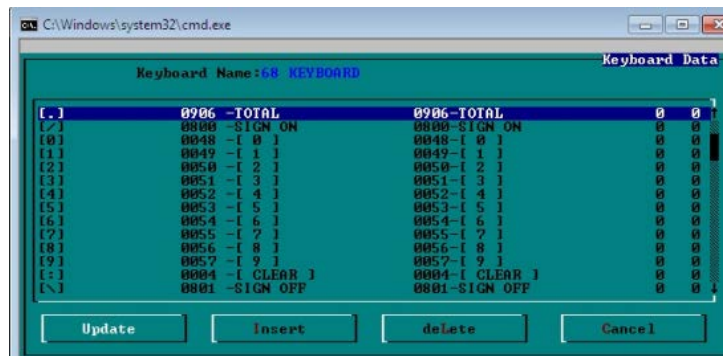 C:\Windows\system32\cmd.exe
Keyboard Data
Keyboard Name:68 KEYBOARD
[.] 0906 -TOTAL 0906-TOTAL 0 0
[/] 0800 -SIGN ON 0800-SIGN ON 0 0
[0] 0048 -[ 0 ] 0048-[ 0 ] 0 0
[1] 0049 -[ 1 ] 0049-[ 1 ] 0 0
[2] 0050 -[ 2 ] 0050-[ 2 ] 0 0
[3] 0051 -[ 3 ] 0051-[ 3 ] 0 0
[4] 0052 -[ 4 ] 0052-[ 4 ] 0 0
[5] 0053 -[ 5 ] 0053-[ 5 ] 0 0
[6] 0054 -[ 6 ] 0054-[ 6 ] 0 0
[7] 0055 -[ 7 ] 0055-[ 7 ] 0 0
[8] 0056 -[ 8 ] 0056-[ 8 ] 0 0
[9] 0057 -[ 9 ] 0057-[ 9 ] 0 0
[:] 0004 -[ CLEAR ] 0004-[ CLEAR ] 0 0
[\] 0801 -SIGN OFF 0801-SIGN OFF 0 0
Update Insert deLete Cancel